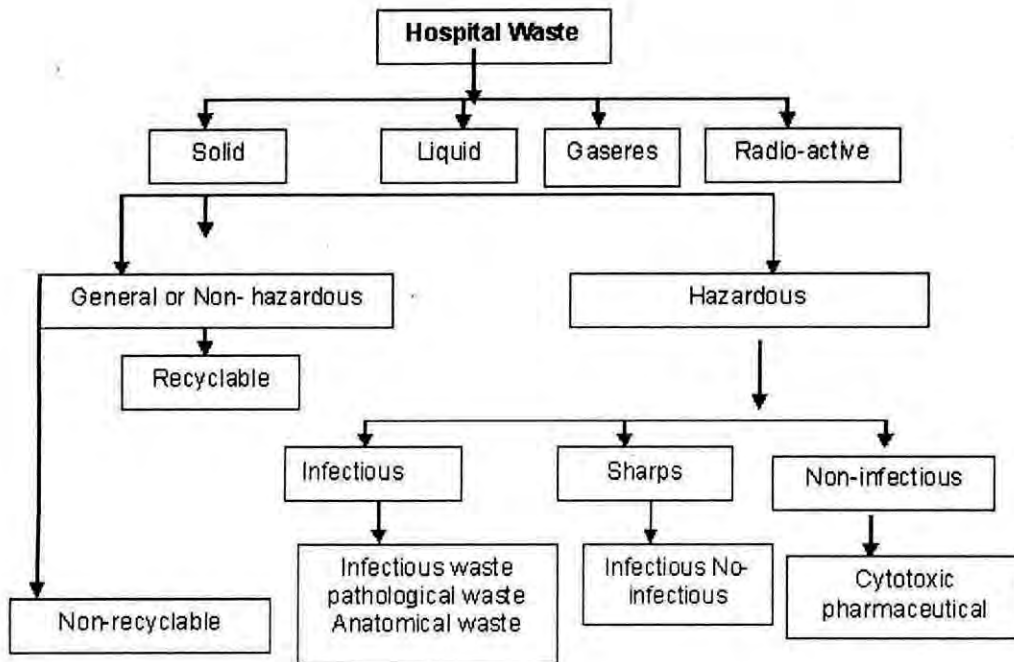 Hospital Waste
Solid
Liquid
Gaseres
Radio-active
General or Non- hazardous
Hazardous
Recyclable
Infectious
Sharps
Non-infectious
Infectious waste
pathological waste
Anatomical waste
Infectious No-
infectious
Cytotoxic
pharmaceutical
Non-recyclable